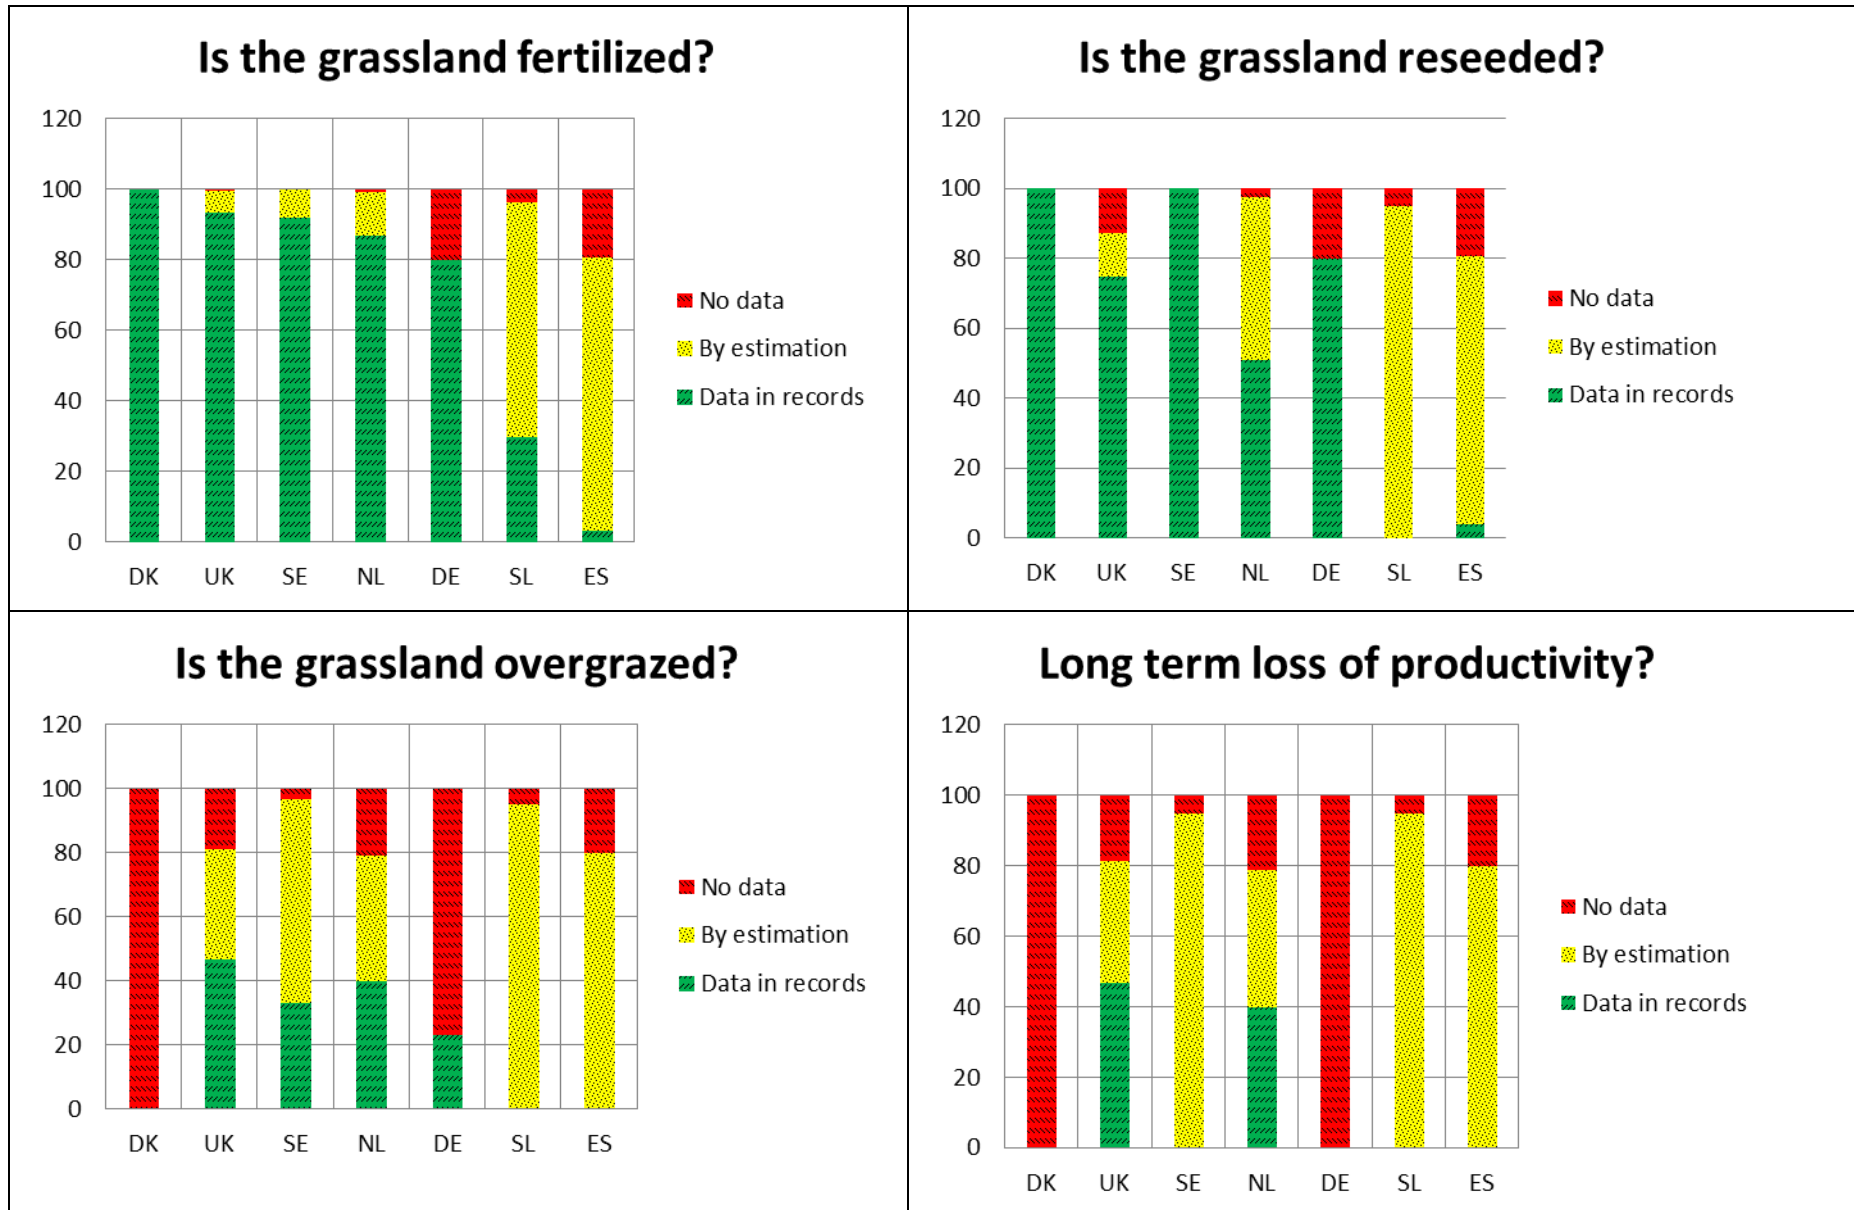 Is the grassland fertilized?
120
100
80
60
40
20
0
DK UK SE NL DE SL ES
No data
By estimation
Data in records
Is the grassland reseeded?
120
100
80
60
40
20
0
DK UK SE NL DE SL ES
No data
By estimation
Data in records
Is the grassland overgrazed?
120
100
80
60
40
20
0
DK UK SE NL DE SL ES
No data
By estimation
Data in records
Long term loss of productivity?
120
100
80
60
40
20
0
DK UK SE NL DE SL ES
No data
By estimation
Data in records